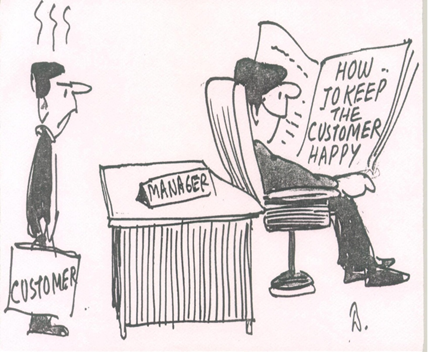 HOW
TO KEEP
THE
CUSTOMER
HAPPY
MANAGER
CUSTOMER